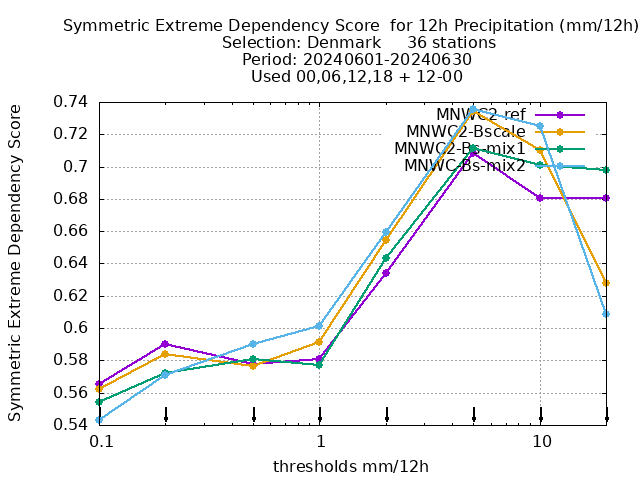 Symmetric Extreme Dependency Score for 12h Precipitation (mm/12h)
Selection: Denmark 36 stations
Period: 20240601-20240630
Used 00,06,12,18 + 12-00
Symmetric Extreme Dependency Score
0.74
0.72
0.7
0.68
0.66
0.64
0.62
0.6
0.58
0.56
0.54
MNWC2-ref
MNWC2-Bscale
MNWC2-Bs-mix1
MNWC-Bs-mix2
0.1
1
10
thresholds mm/12h